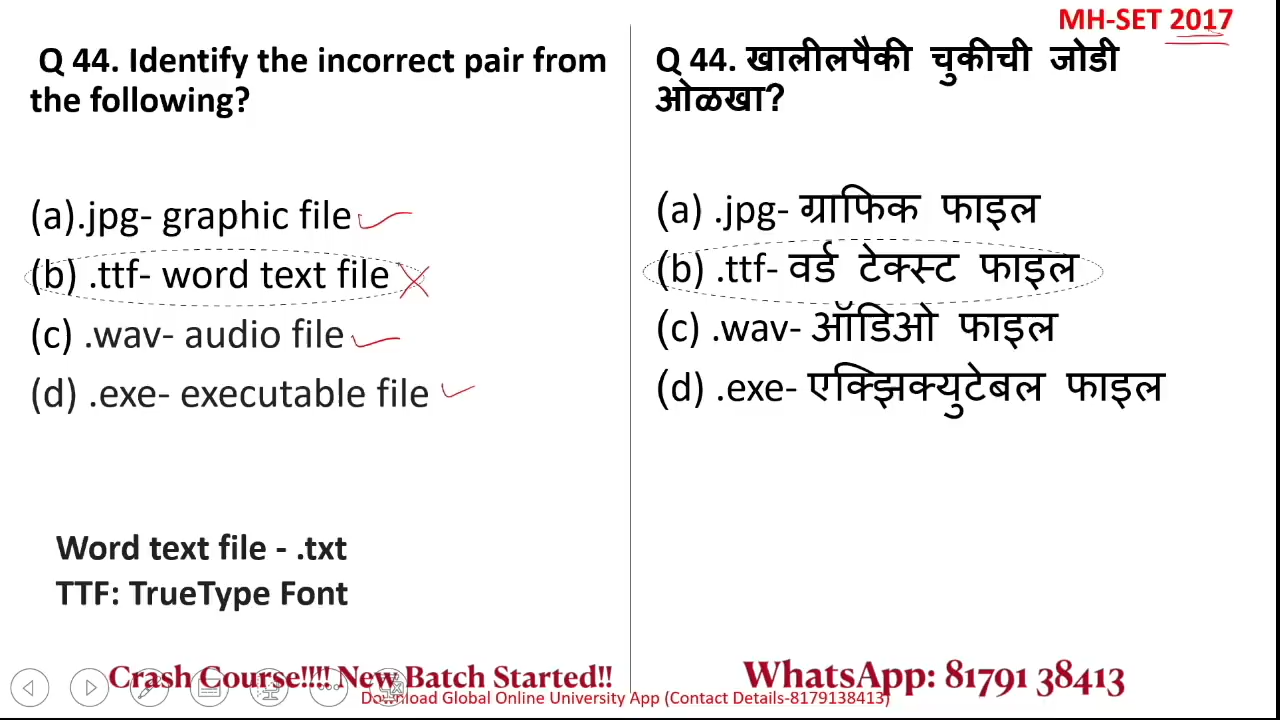 MH-SET 2017
Q 44. Identify the incorrect pair from
the following?
(a).jpg- graphic file
(b) .ttf- word text file
(c) .wav- audio file
(d) .exe- executable file
Word text file - .txt
TTF: TrueType Font
Q 44. खालीलपैकी चुकीची जोडी
ओळखा?
(a) .jpg- ग्राफिक फाइल
(b) .ttf- वर्ड टेक्स्ट फाइल
(c) .wav- ऑडिओ फाइल
(d) .exe- एक्झिक्युटेबल फाइल
Crash Course!!!! New Batch Started!!
WhatsApp: 81791 38413
Download Global Online University App (Contact Details-8179138413)